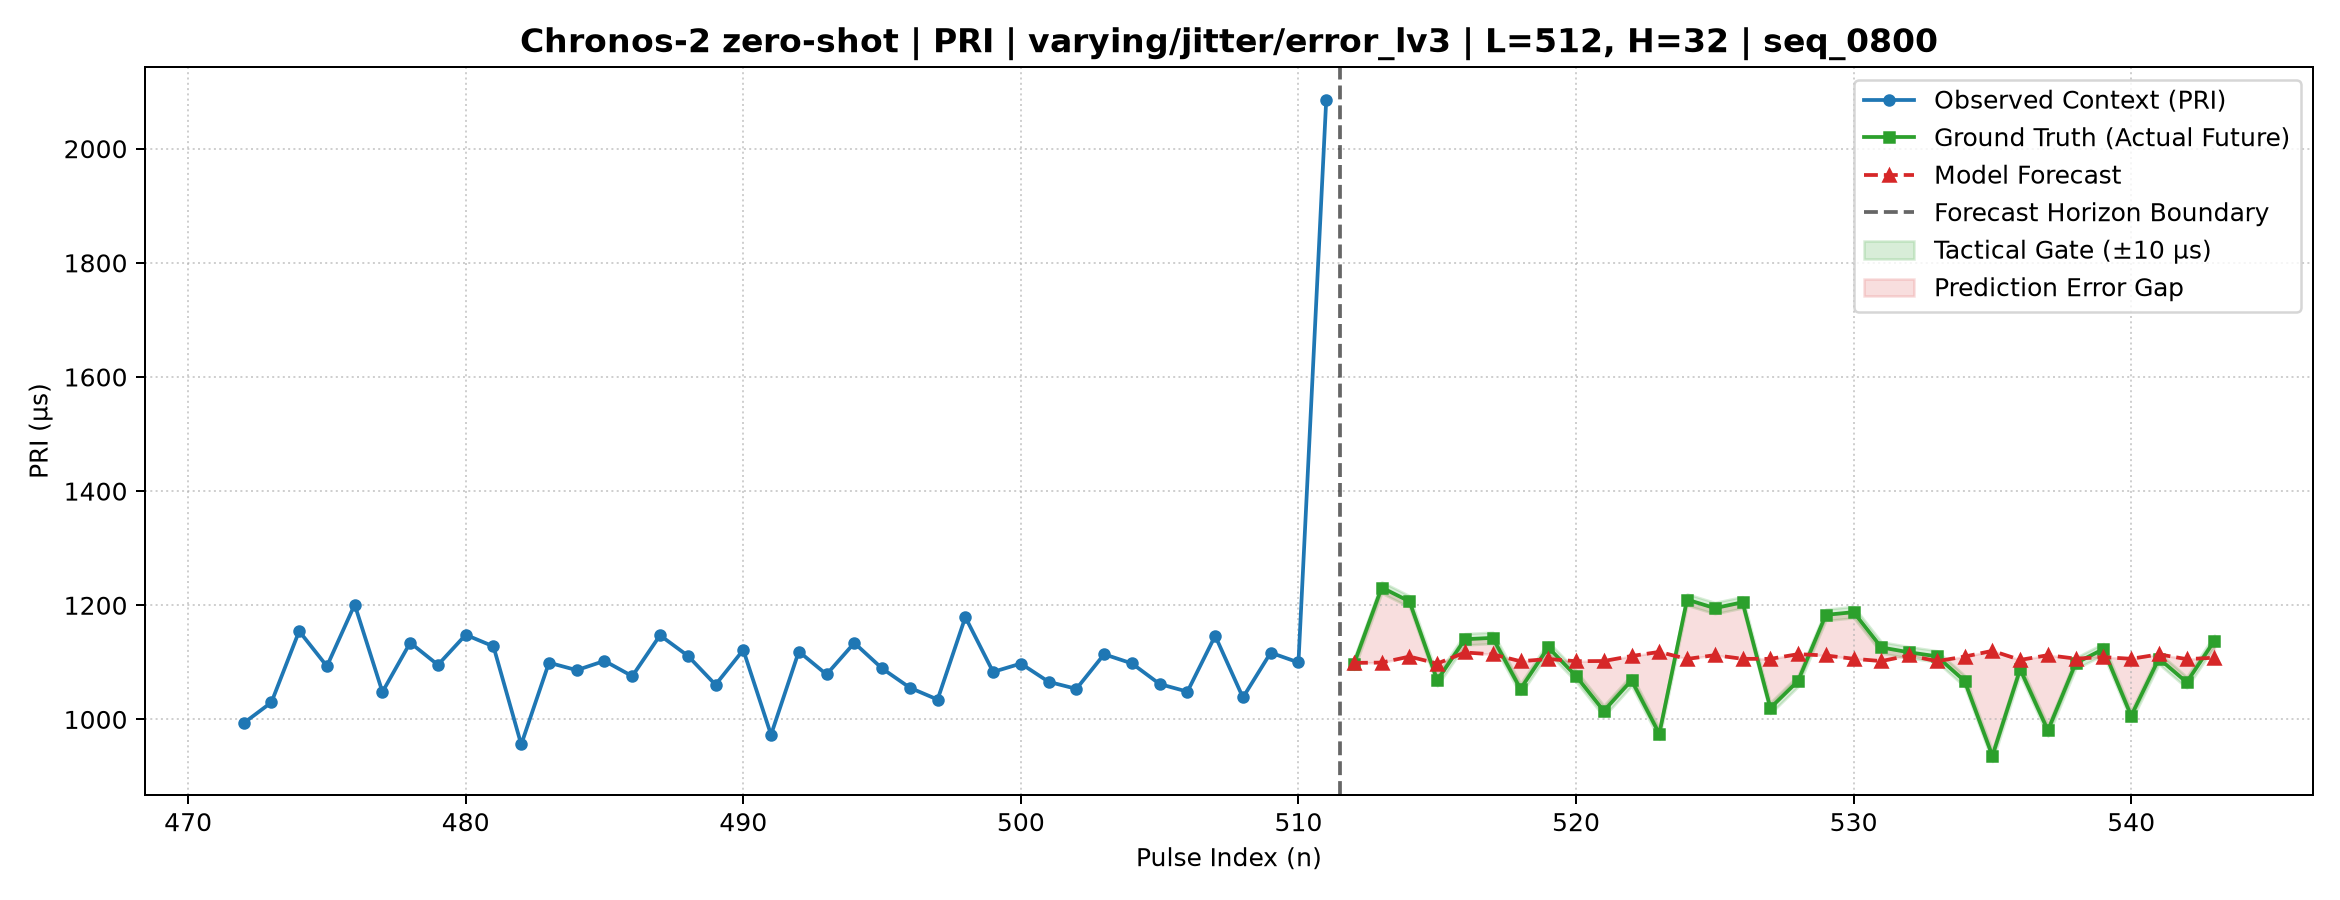 Chronos-2 zero-shot | PRI | varying/jitter/error_lv3 | L=512, H=32 | seq_0800
Observed Context (PRI)
Ground Truth (Actual Future)
Model Forecast
Forecast Horizon Boundary
Tactical Gate (±10 µs)
Prediction Error Gap
PRI (µs)
2000
1800
1600
1400
1200
1000
470 480 490 500 510 520 530 540
Pulse Index (n)